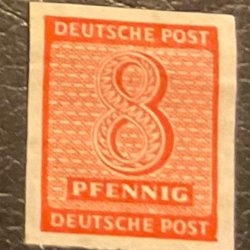 DEUTSCHE POST
8
PFENNIG
DEUTSCHE POST